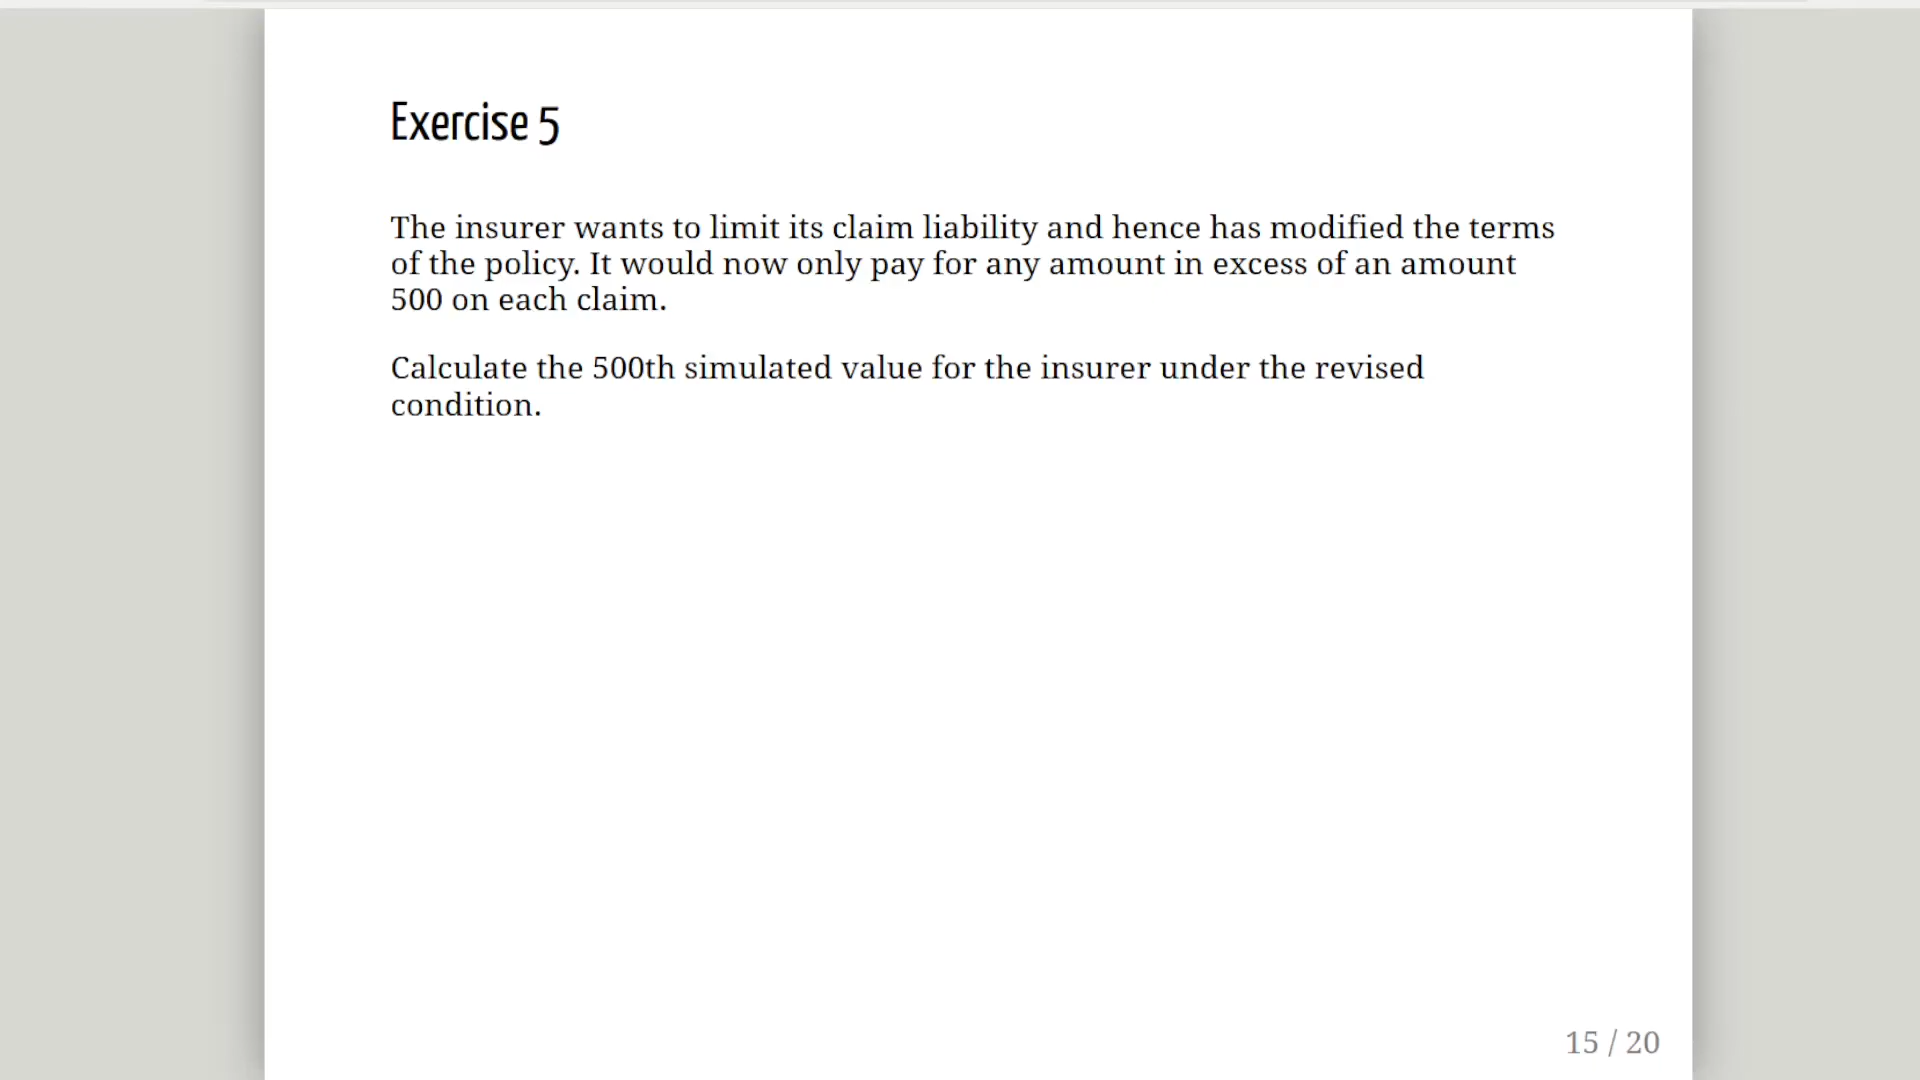 Exercise 5
The insurer wants to limit its claim liability and hence has modified the terms
of the policy. It would now only pay for any amount in excess of an amount
500 on each claim.
Calculate the 500th simulated value for the insurer under the revised
condition.
15 / 20